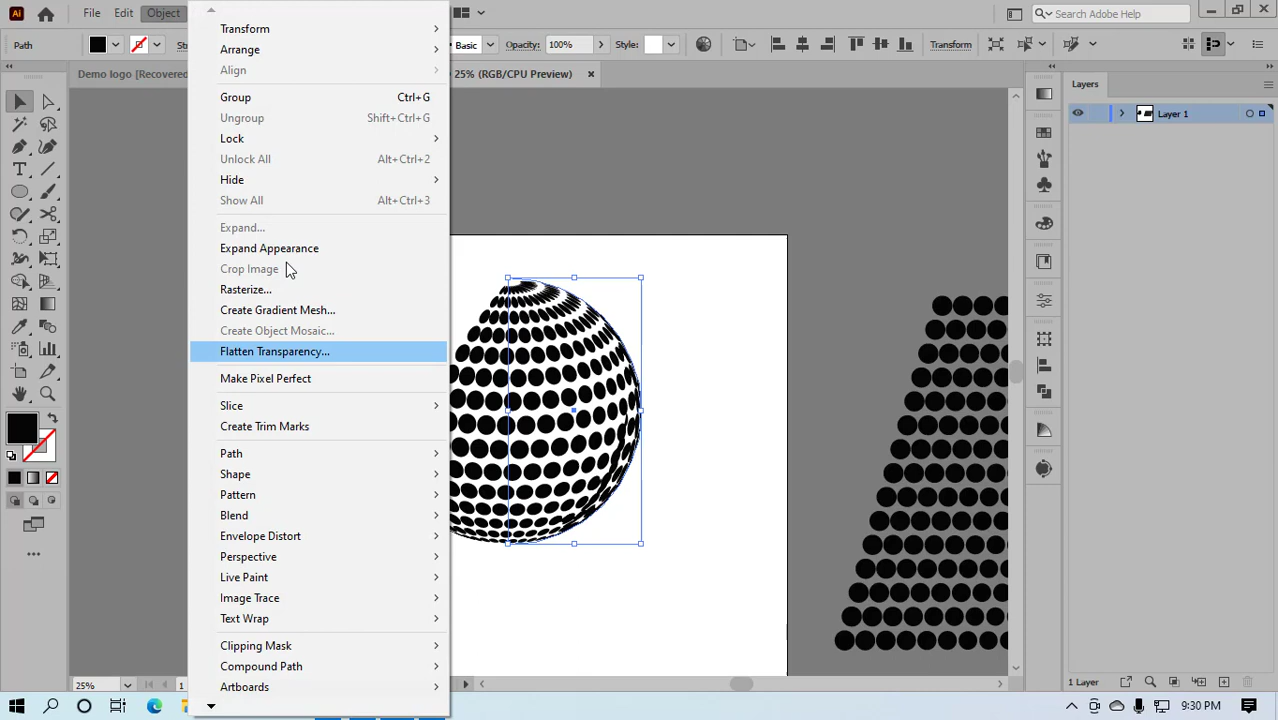 Ai
File
Edit
Object
Search Adobe Help
Path
Basic
Opacity:
100%
Style:
Transform
Demo logo [Recovered
25% (RGB/CPU Preview)
Transform
Arrange
Align
Group Ctrl+G
Ungroup Shift+Ctrl+G
Lock
Unlock All Alt+Ctrl+2
Hide
Show All Alt+Ctrl+3
Expand...
Expand Appearance
Crop Image
Rasterize...
Create Gradient Mesh...
Create Object Mosaic...
Flatten Transparency...
Make Pixel Perfect
Slice
Create Trim Marks
Path
Shape
Pattern
Blend
Envelope Distort
Perspective
Live Paint
Image Trace
Text Wrap
Clipping Mask
Compound Path
Artboards
Layers
Layer 1
25%
1
1 Layer
9:30 PM